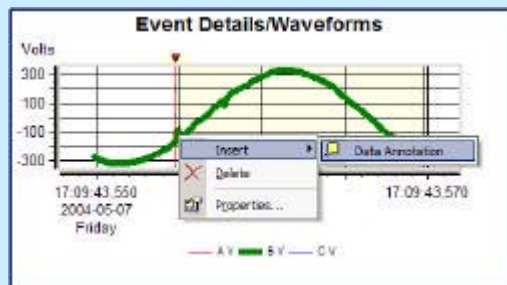 Event Details/Waveforms
Volts
300
100
-100
-300
Insert
Data Annotation
Delete
Properties...
17:09:43.550
2004-05-07
Friday
17:09:43.570
A V B V C V